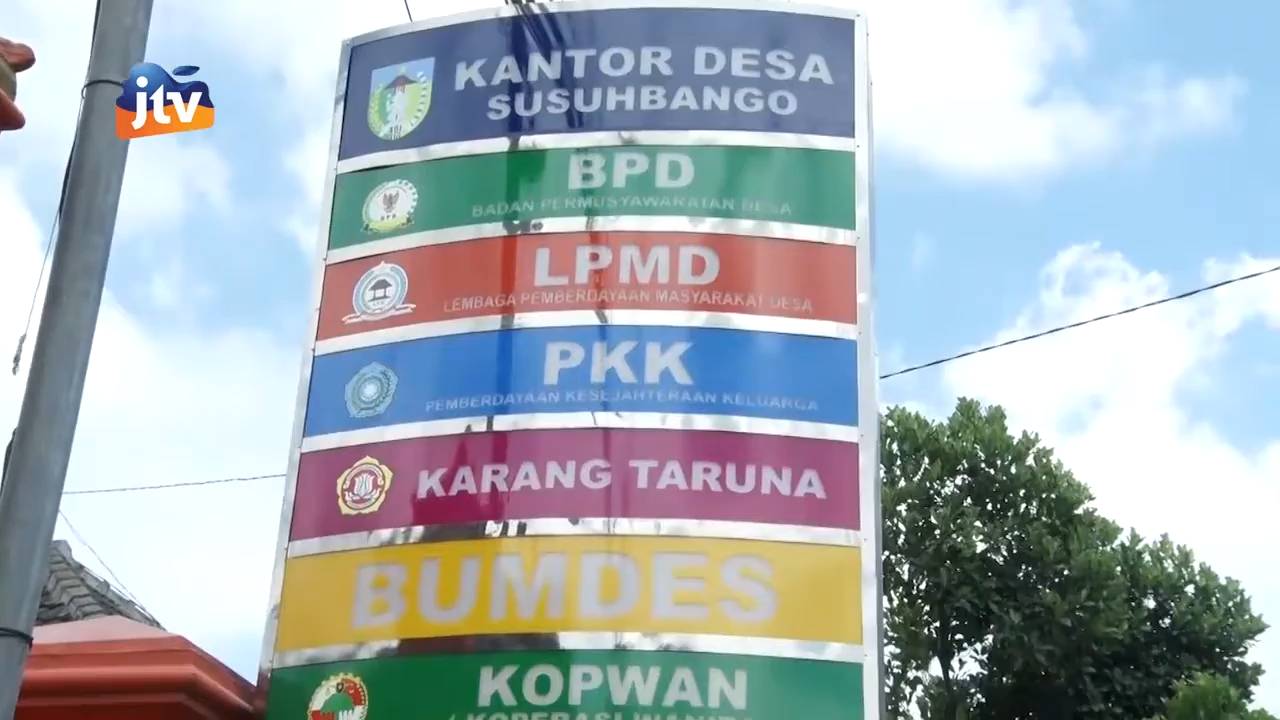 jtv
KANTOR DESA
SUSUHBANGO
BPD
BADAN PERMUSYAWARATAN DESA
LPMD
LEMBAGA PEMBERDAYAAN MASYARAKAT DESA
PKK
PEMBERDAYAAN KESEJAHTERAAN KELUARGA
KARANG TARUNA
BUMDES
KOPWAN